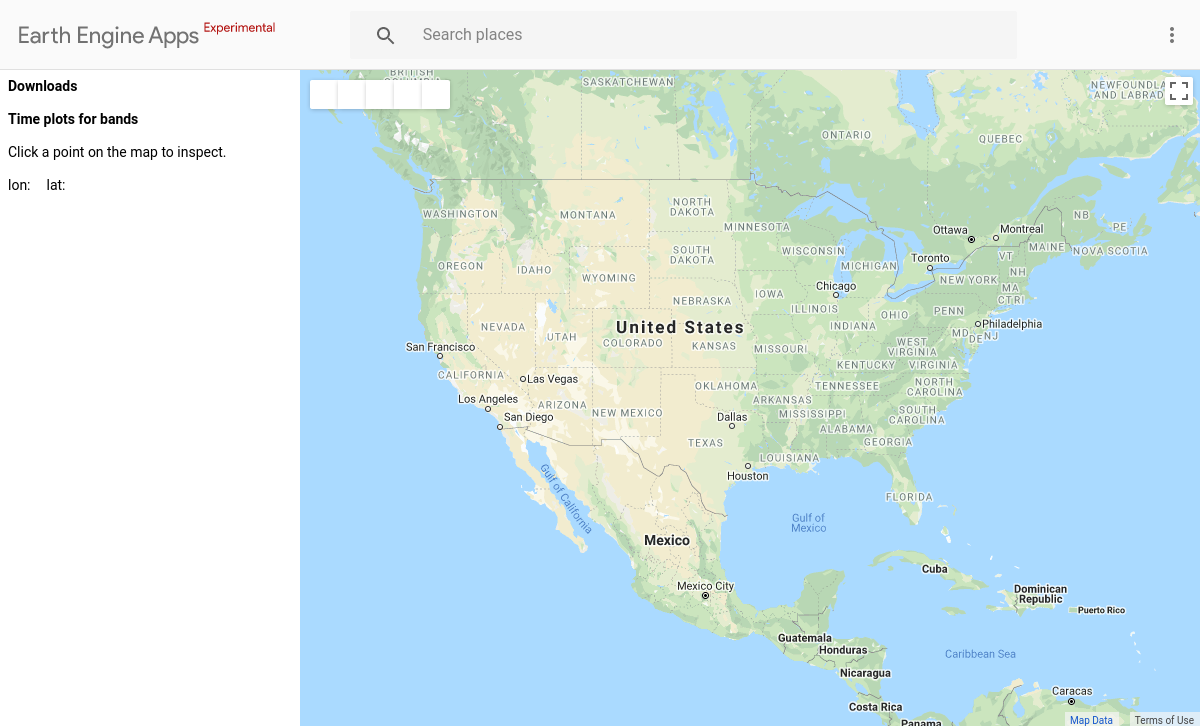 Earth Engine Apps Experimental
Search places
Downloads
Time plots for bands
Click a point on the map to inspect.
lon: lat:
BRITISH
SASKATCHEWAN
NEWFOUNDLA
AND LABRAD
ONTARIO
QUEBEC
WASHINGTON
MONTANA
NORTH
DAKOTA
MINNESOTA
Ottawa
Montreal
NB
PE
MAINE
NOVA SCOTIA
OREGON
IDAHO
WYOMING
SOUTH
DAKOTA
WISCONSIN
MICHIGAN
Toronto
VT
NH
NEW YORK
MA
CT RI
Chicago
IOWA
NEBRASKA
ILLINOIS
INDIANA
OHIO
PENN
Philadelphia
MD
DE NJ
NEVADA
UTAH
United States
COLORADO
KANSAS
MISSOURI
WEST
VIRGINIA
KENTUCKY
VIRGINIA
San Francisco
CALIFORNIA
Las Vegas
OKLAHOMA
TENNESSEE
NORTH
CAROLINA
Los Angeles
ARIZONA
NEW MEXICO
ARKANSAS
SOUTH
CAROLINA
San Diego
Dallas
MISSISSIPPI
ALABAMA
GEORGIA
TEXAS
LOUISIANA
Houston
FLORIDA
Gulf of California
Gulf of
Mexico
Mexico
Mexico City
Cuba
Dominican
Republic
Puerto Rico
Guatemala
Honduras
Nicaragua
Caribbean Sea
Costa Rica
Caracas
Panama
Map Data
Terms of Use